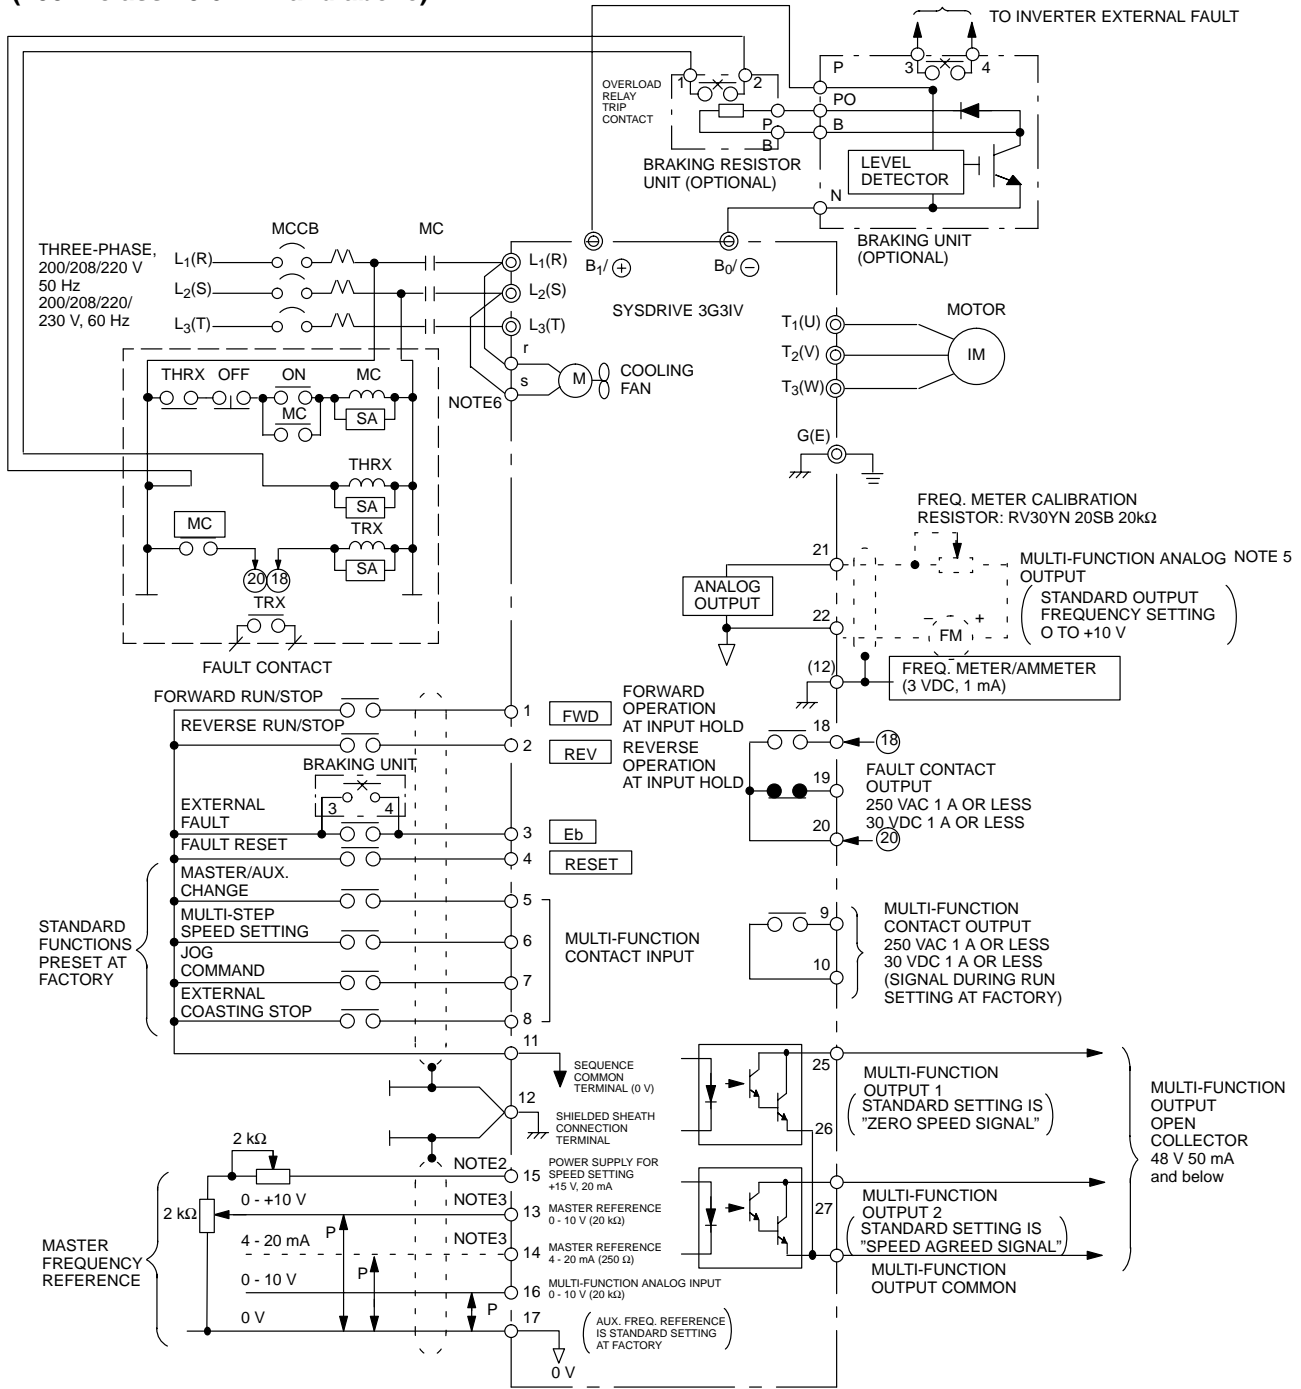 TO INVERTER EXTERNAL FAULT
3
4
P
PO
B
N
LEVEL
DETECTOR
BRAKING UNIT
(OPTIONAL)
1
2
OVERLOAD
RELAY
TRIP
CONTACT
P
B
BRAKING RESISTOR
UNIT (OPTIONAL)
THREE-PHASE,
200/208/220 V
50 Hz
200/208/220/
230 V, 60 Hz
MCCB
MC
L1(R)
L2(S)
L3(T)
L1(R)
L2(S)
L3(T)
B1/ +
B0/ −
SYSDRIVE 3G3IV
r
s
M
COOLING
FAN
NOTE6
T1(U)
T2(V)
T3(W)
MOTOR
IM
G(E)
THRX
OFF
ON
MC
MC
SA
THRX
SA
MC
TRX
SA
20
18
TRX
FAULT CONTACT
FREQ. METER CALIBRATION
RESISTOR: RV30YN 20SB 20kΩ
21
ANALOG
OUTPUT
22
(12)
MULTI-FUNCTION ANALOG
OUTPUT
NOTE 5
STANDARD OUTPUT
FREQUENCY SETTING
O TO +10 V
− +
FM
FREQ. METER/AMMETER
(3 VDC, 1 mA)
FORWARD RUN/STOP
1
FWD
FORWARD
OPERATION
AT INPUT HOLD
REVERSE RUN/STOP
2
REV
REVERSE
OPERATION
AT INPUT HOLD
BRAKING UNIT
3
4
EXTERNAL
FAULT
3
Eb
FAULT RESET
4
RESET
STANDARD
FUNCTIONS
PRESET AT
FACTORY
MASTER/AUX.
CHANGE
5
MULTI-STEP
SPEED SETTING
6
JOG
COMMAND
7
EXTERNAL
COASTING STOP
8
MULTI-FUNCTION
CONTACT INPUT
18
18
19
20
20
FAULT CONTACT
OUTPUT
250 VAC 1 A OR LESS
30 VDC 1 A OR LESS
9
10
MULTI-FUNCTION
CONTACT OUTPUT
250 VAC 1 A OR LESS
30 VDC 1 A OR LESS
(SIGNAL DURING RUN
SETTING AT FACTORY)
11
SEQUENCE
COMMON
TERMINAL (0 V)
12
SHIELDED SHEATH
CONNECTION
TERMINAL
25
MULTI-FUNCTION
OUTPUT 1
(STANDARD SETTING IS
”ZERO SPEED SIGNAL”)
26
27
MULTI-FUNCTION
OUTPUT 2
(STANDARD SETTING IS
”SPEED AGREED SIGNAL”)
MULTI-FUNCTION
OUTPUT COMMON
MULTI-FUNCTION
OUTPUT
OPEN
COLLECTOR
48 V 50 mA
and below
MASTER
FREQUENCY
REFERENCE
2 kΩ
2 kΩ
NOTE2
15
POWER SUPPLY FOR
SPEED SETTING
+15 V, 20 mA
0 - +10 V
P
NOTE3
13
MASTER REFERENCE
0 - 10 V (20 kΩ)
4 - 20 mA
P
NOTE3
14
MASTER REFERENCE
4 - 20 mA (250 Ω)
0 - 10 V
P
16
MULTI-FUNCTION ANALOG INPUT
0 - 10 V (20 kΩ)
0 V
17
(AUX. FREQ. REFERENCE
IS STANDARD SETTING
AT FACTORY)
0 V